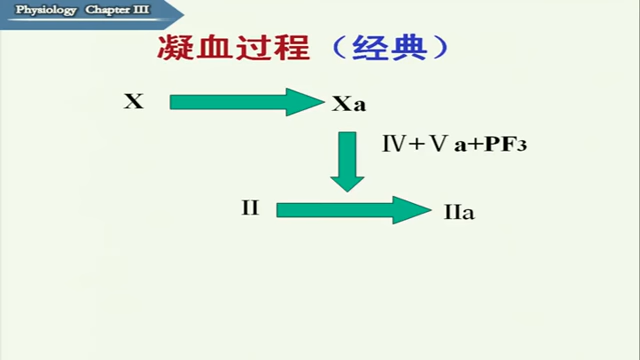 Physiology Chapter III
凝血过程（经典）
X Xa
Ⅳ+Ⅴa+PF3
II IIa